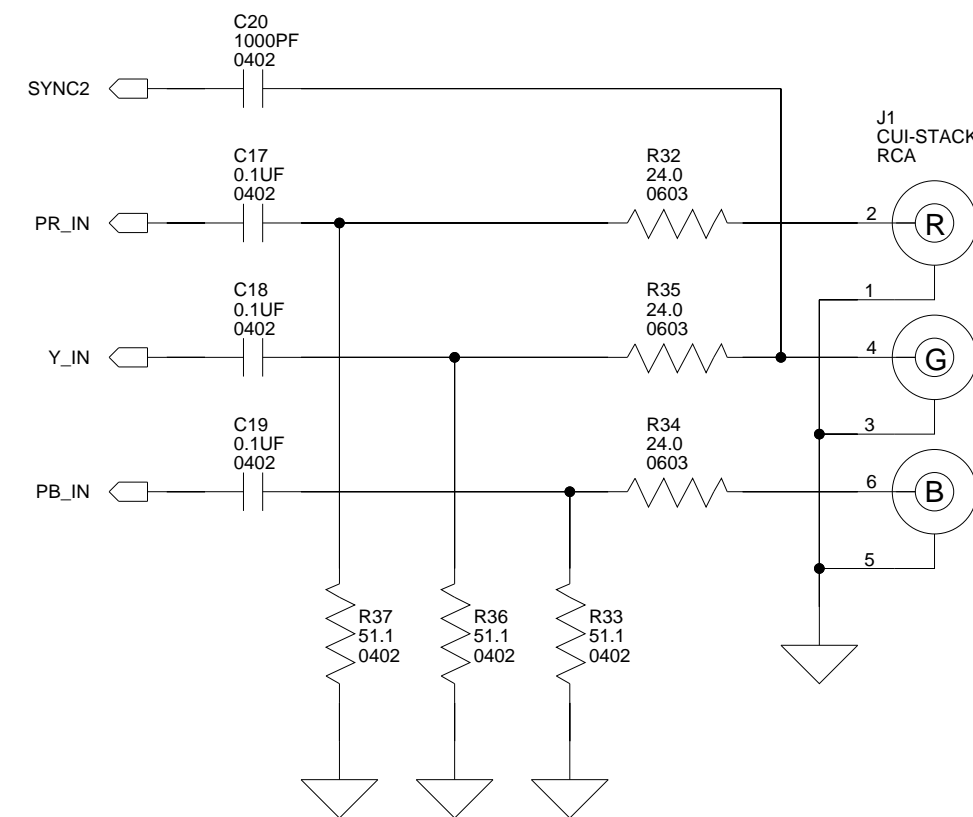 C20
1000PF
0402
SYNC2
J1
CUI-STACK
RCA
C17
0.1UF
0402
R32
24.0
0603
PR_IN
2
R
1
C18
0.1UF
0402
R35
24.0
0603
Y_IN
4
G
3
C19
0.1UF
0402
R34
24.0
0603
PB_IN
6
B
5
R37
51.1
0402
R36
51.1
0402
R33
51.1
0402